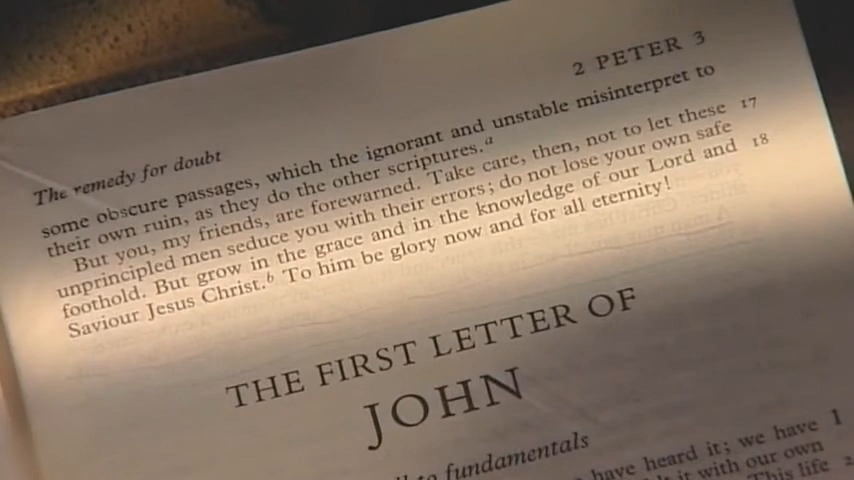 2 PETER 3
The remedy for doubt
some obscure passages, which the ignorant and unstable misinterpret to
their own ruin, as they do the other scriptures.a
But you, my friends, are forewarned. Take care, then, not to let these 17
unprincipled men seduce you with their errors; do not lose your own safe
foothold. But grow in the grace and in the knowledge of our Lord and 18
Saviour Jesus Christ.b To him be glory now and for all eternity!
THE FIRST LETTER OF
JOHN
to fundamentals
have heard it; we have 1
it with our own
This life 2